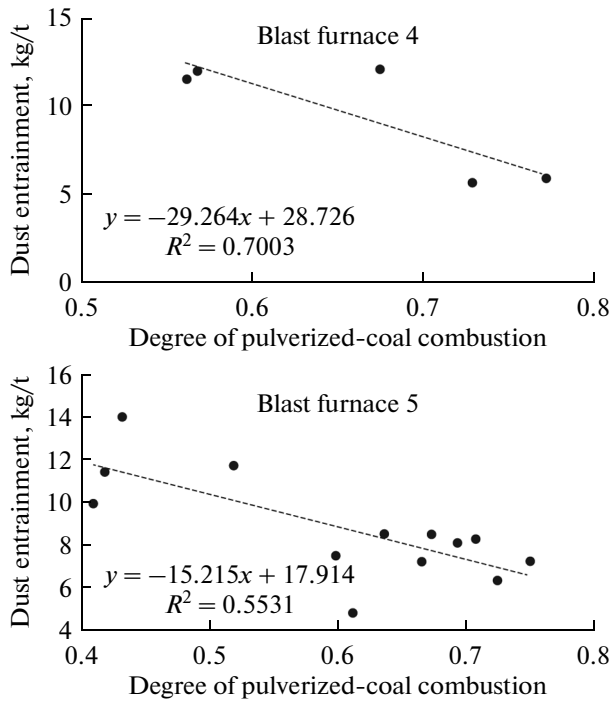 Blast furnace 4
Dust entrainment, kg/t
15
10
5
0
y = −29.264x + 28.726
R² = 0.7003
0.5 0.6 0.7 0.8
Degree of pulverized-coal combustion
Blast furnace 5
Dust entrainment, kg/t
16
14
12
10
8
6
4
y = −15.215x + 17.914
R² = 0.5531
0.4 0.5 0.6 0.7 0.8
Degree of pulverized-coal combustion